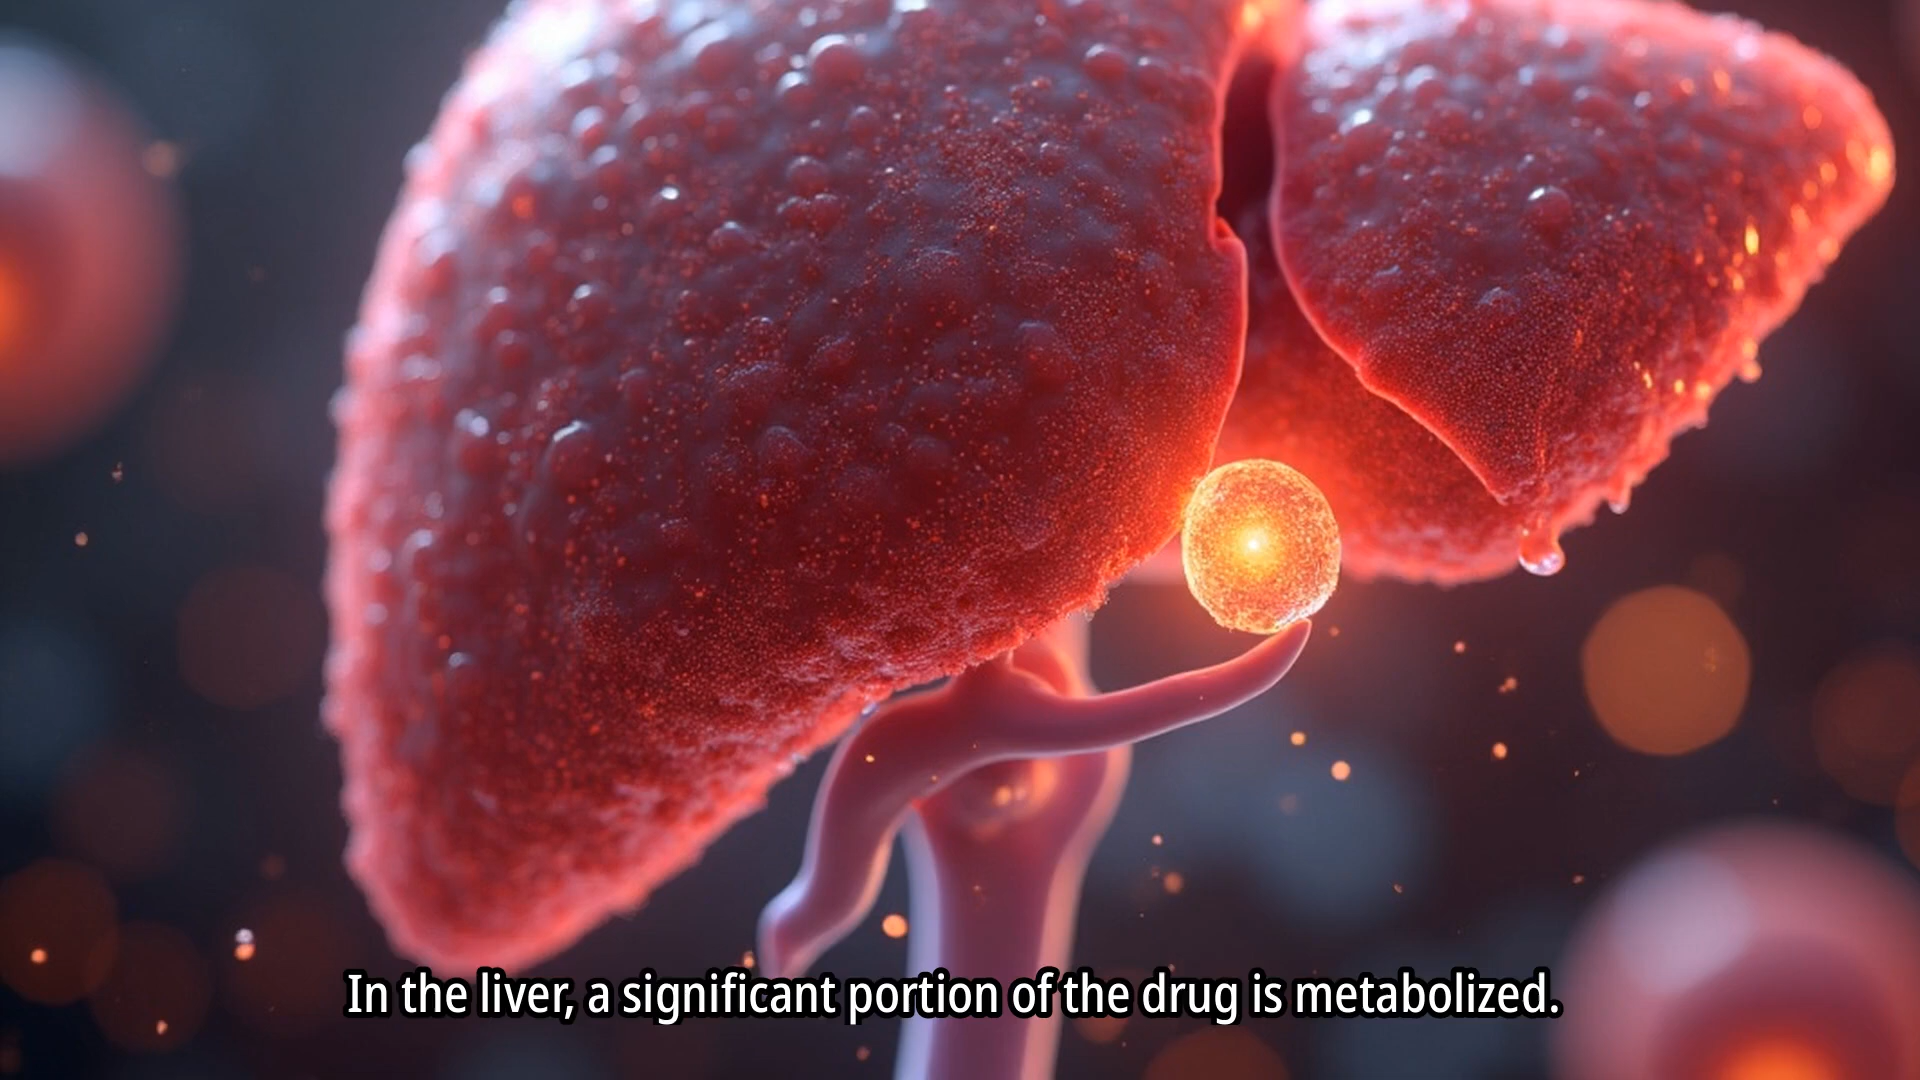 In the liver, a significant portion of the drug is metabolized.